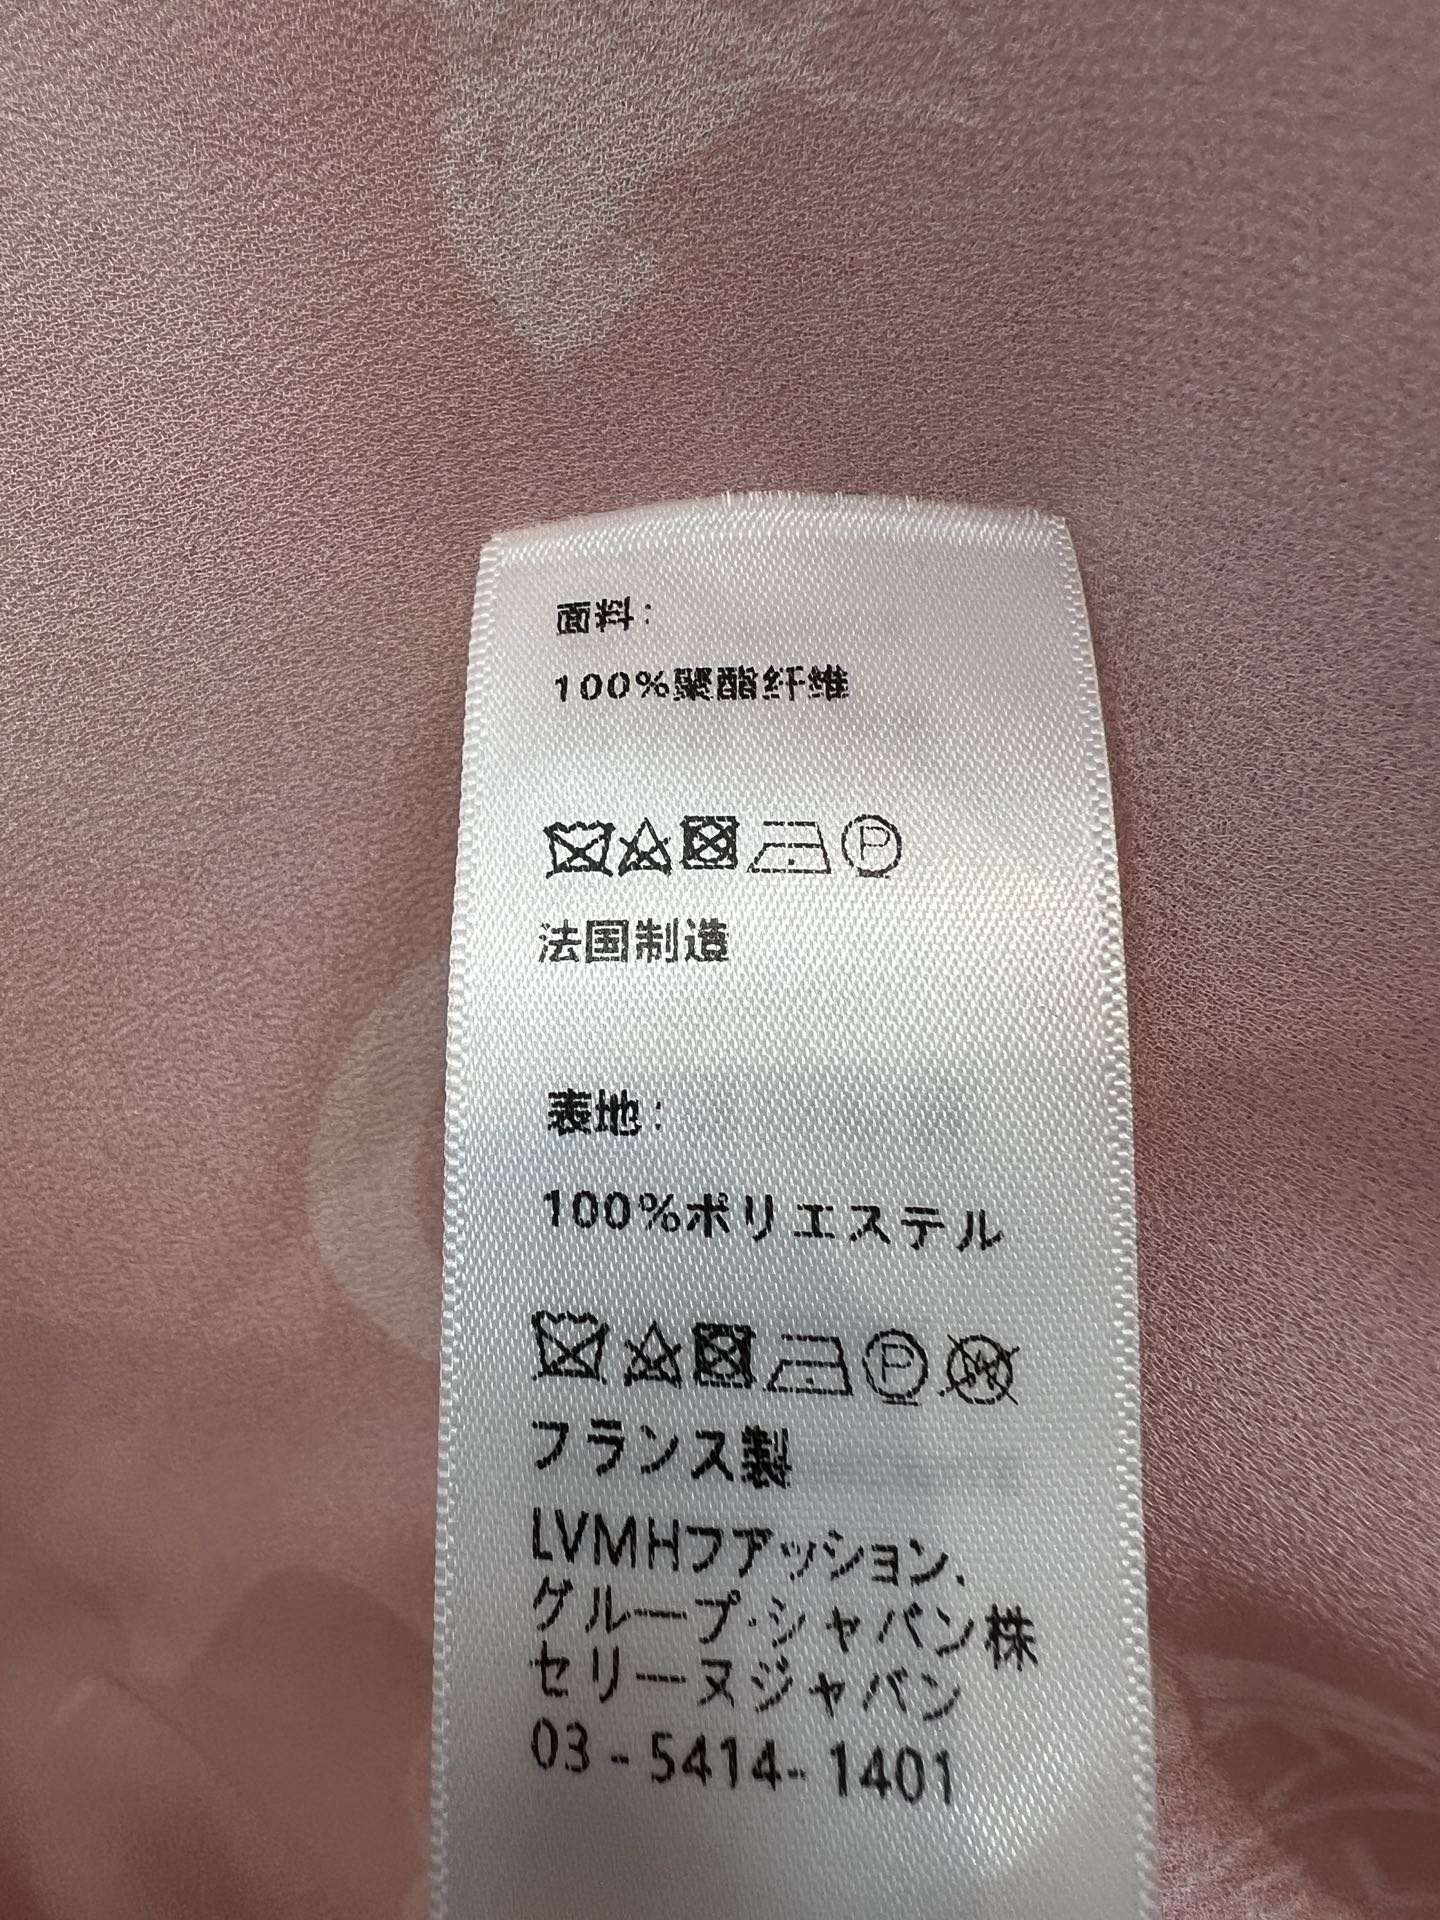 面料:
100%聚酯纤维
P
法国制造
表地:
100%ポリエステル
P W
フランス製
LVMHファッション.
グループ・ジャパン株
セリーヌジャパン
03-5414-1401